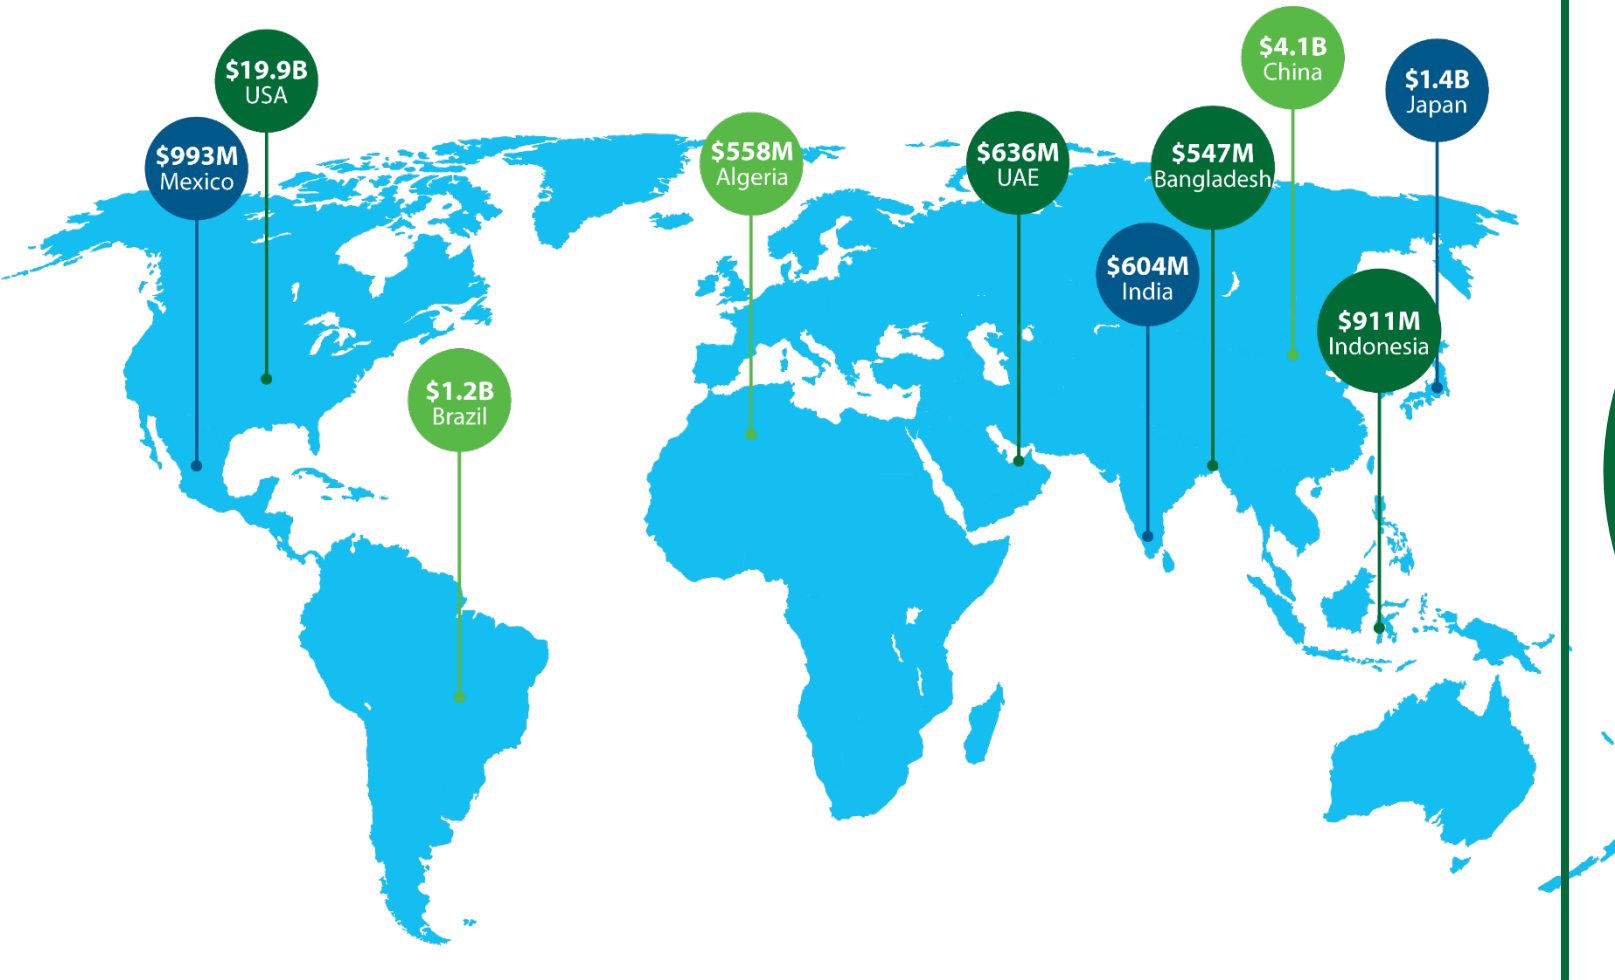 $19.9B
USA
$993M
Mexico
$1.2B
Brazil
$558M
Algeria
$636M
UAE
$604M
India
$547M
Bangladesh
$4.1B
China
$1.4B
Japan
$911M
Indonesia